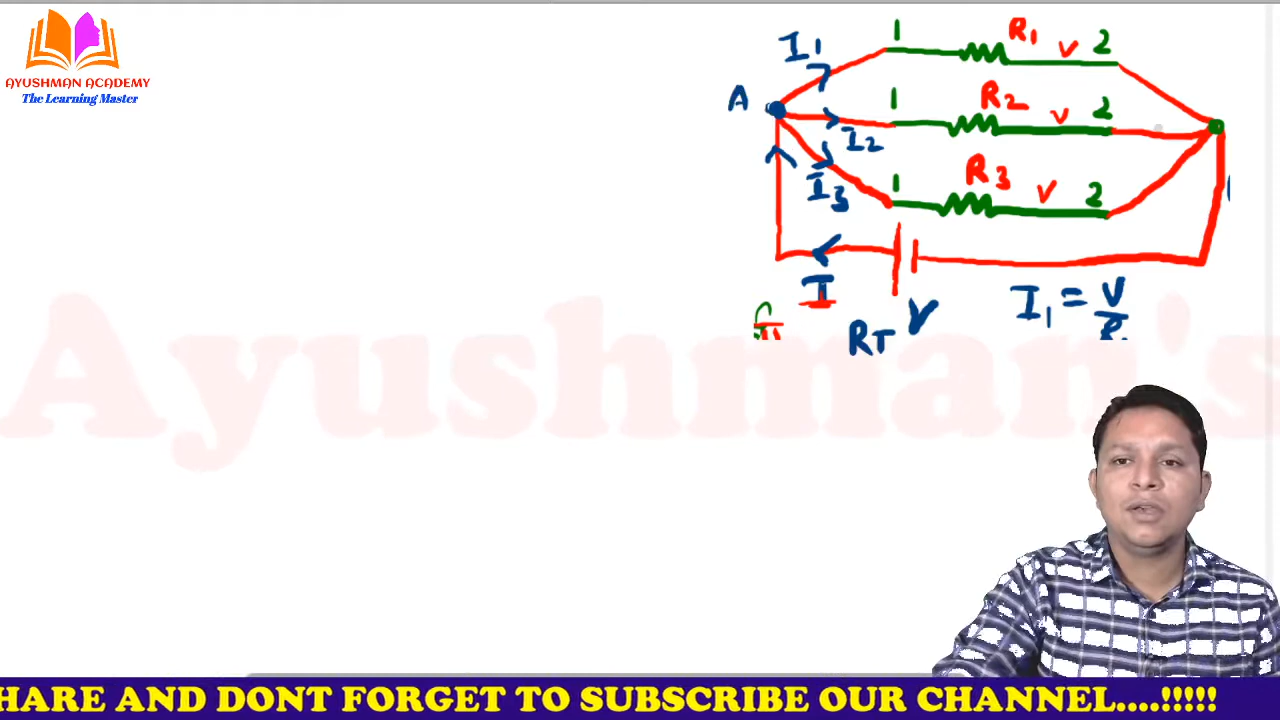 AYUSHMAN ACADEMY
The Learning Master
I1
1
R1
V
2
A
1
R2
V
2
I2
I3
1
R3
V
2
I
RT
V
I1 = V
Ayushman's
HARE AND DONT FORGET TO SUBSCRIBE OUR CHANNEL....!!!!!